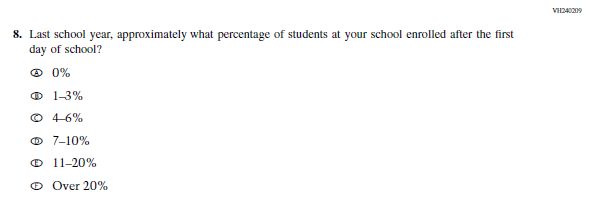 VH240209
8. Last school year, approximately what percentage of students at your school enrolled after the first
day of school?
Ⓐ 0%
Ⓑ 1–3%
Ⓒ 4–6%
Ⓓ 7–10%
Ⓔ 11–20%
Ⓕ Over 20%